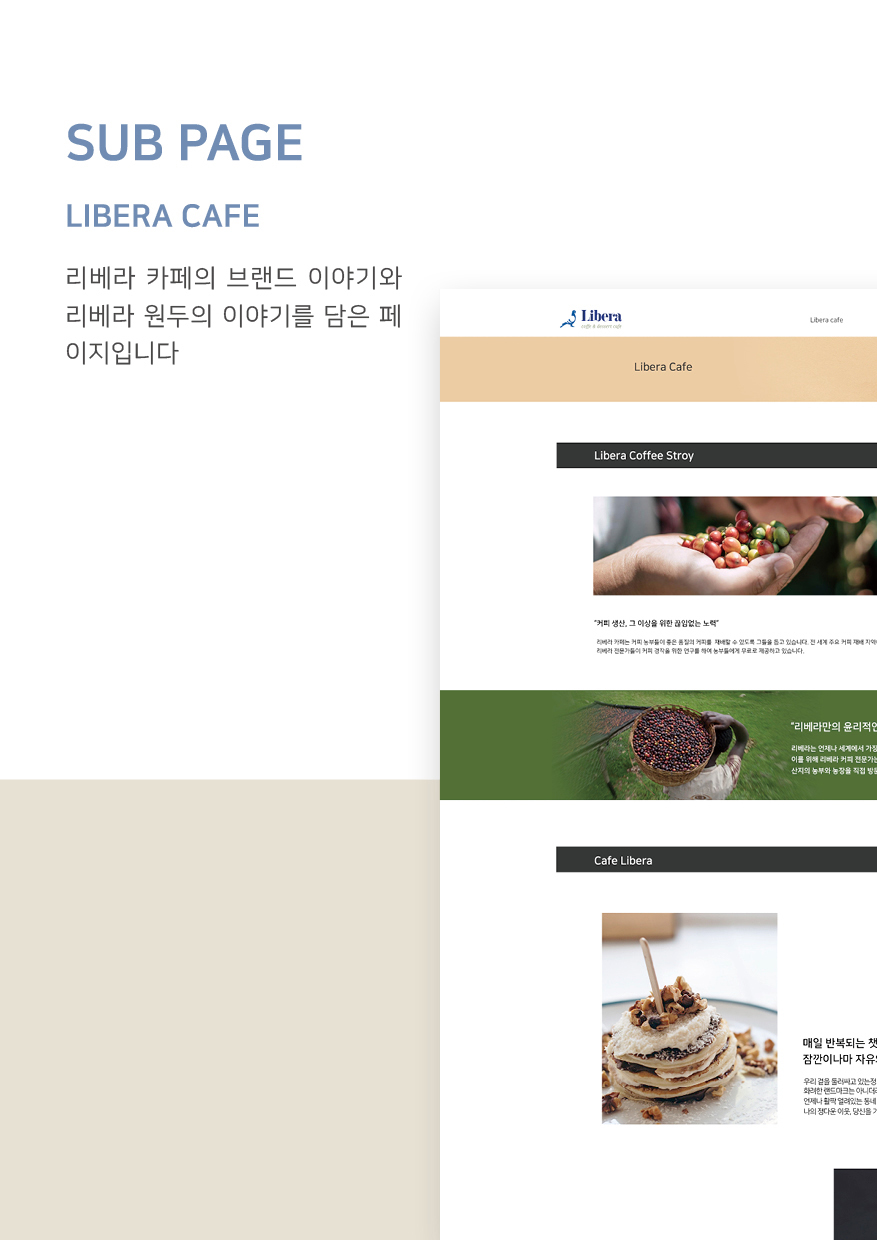 SUB PAGE
LIBERA CAFE
리베라 카페의 브랜드 이야기와
리베라 원두의 이야기를 담은 페
이지입니다
Libera
coffe & dessert cafe
Libera cafe
Libera Cafe
Libera Coffee Stroy
"커피 생산, 그 이상을 위한 끊임없는 노력"
리베라 카페는 커피 농부들이 좋은 품질의 커피를 재배할 수 있도록 그들을 돕고 있습니다. 전 세계 주요 커피 재배 지역
리베라 전문가들이 커피 경작을 위한 연구를 하여 농부들에게 무료로 제공하고 있습니다.
"리베라만의 윤리적인
리베라는 언제나 세계에서 가장
이를 위해 리베라 커피 전문가는
산지의 농부와 농장을 직접 방문
Cafe Libera
매일 반복되는 챗
잠깐이나마 자유
우리 곁을 둘러싸고 있는정
화려한 랜드마크는 아니더라
언제나 활짝 열려있는 동네
나의 정다운 이웃, 당신을 기